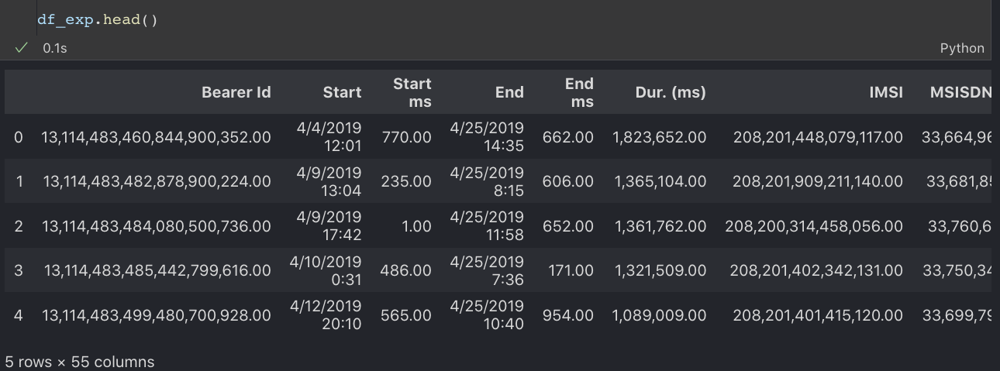 df_exp.head()
0.1s Python
Bearer Id Start Start ms End End ms Dur. (ms) IMSI MSISDN
0 13,114,483,460,844,900,352.00 4/4/2019 12:01 770.00 4/25/2019 14:35 662.00 1,823,652.00 208,201,448,079,117.00 33,664,96
1 13,114,483,482,878,900,224.00 4/9/2019 13:04 235.00 4/25/2019 8:15 606.00 1,365,104.00 208,201,909,211,140.00 33,681,85
2 13,114,483,484,080,500,736.00 4/9/2019 17:42 1.00 4/25/2019 11:58 652.00 1,361,762.00 208,200,314,458,056.00 33,760,6
3 13,114,483,485,442,799,616.00 4/10/2019 0:31 486.00 4/25/2019 7:36 171.00 1,321,509.00 208,201,402,342,131.00 33,750,34
4 13,114,483,499,480,700,928.00 4/12/2019 20:10 565.00 4/25/2019 10:40 954.00 1,089,009.00 208,201,401,415,120.00 33,699,79
5 rows × 55 columns